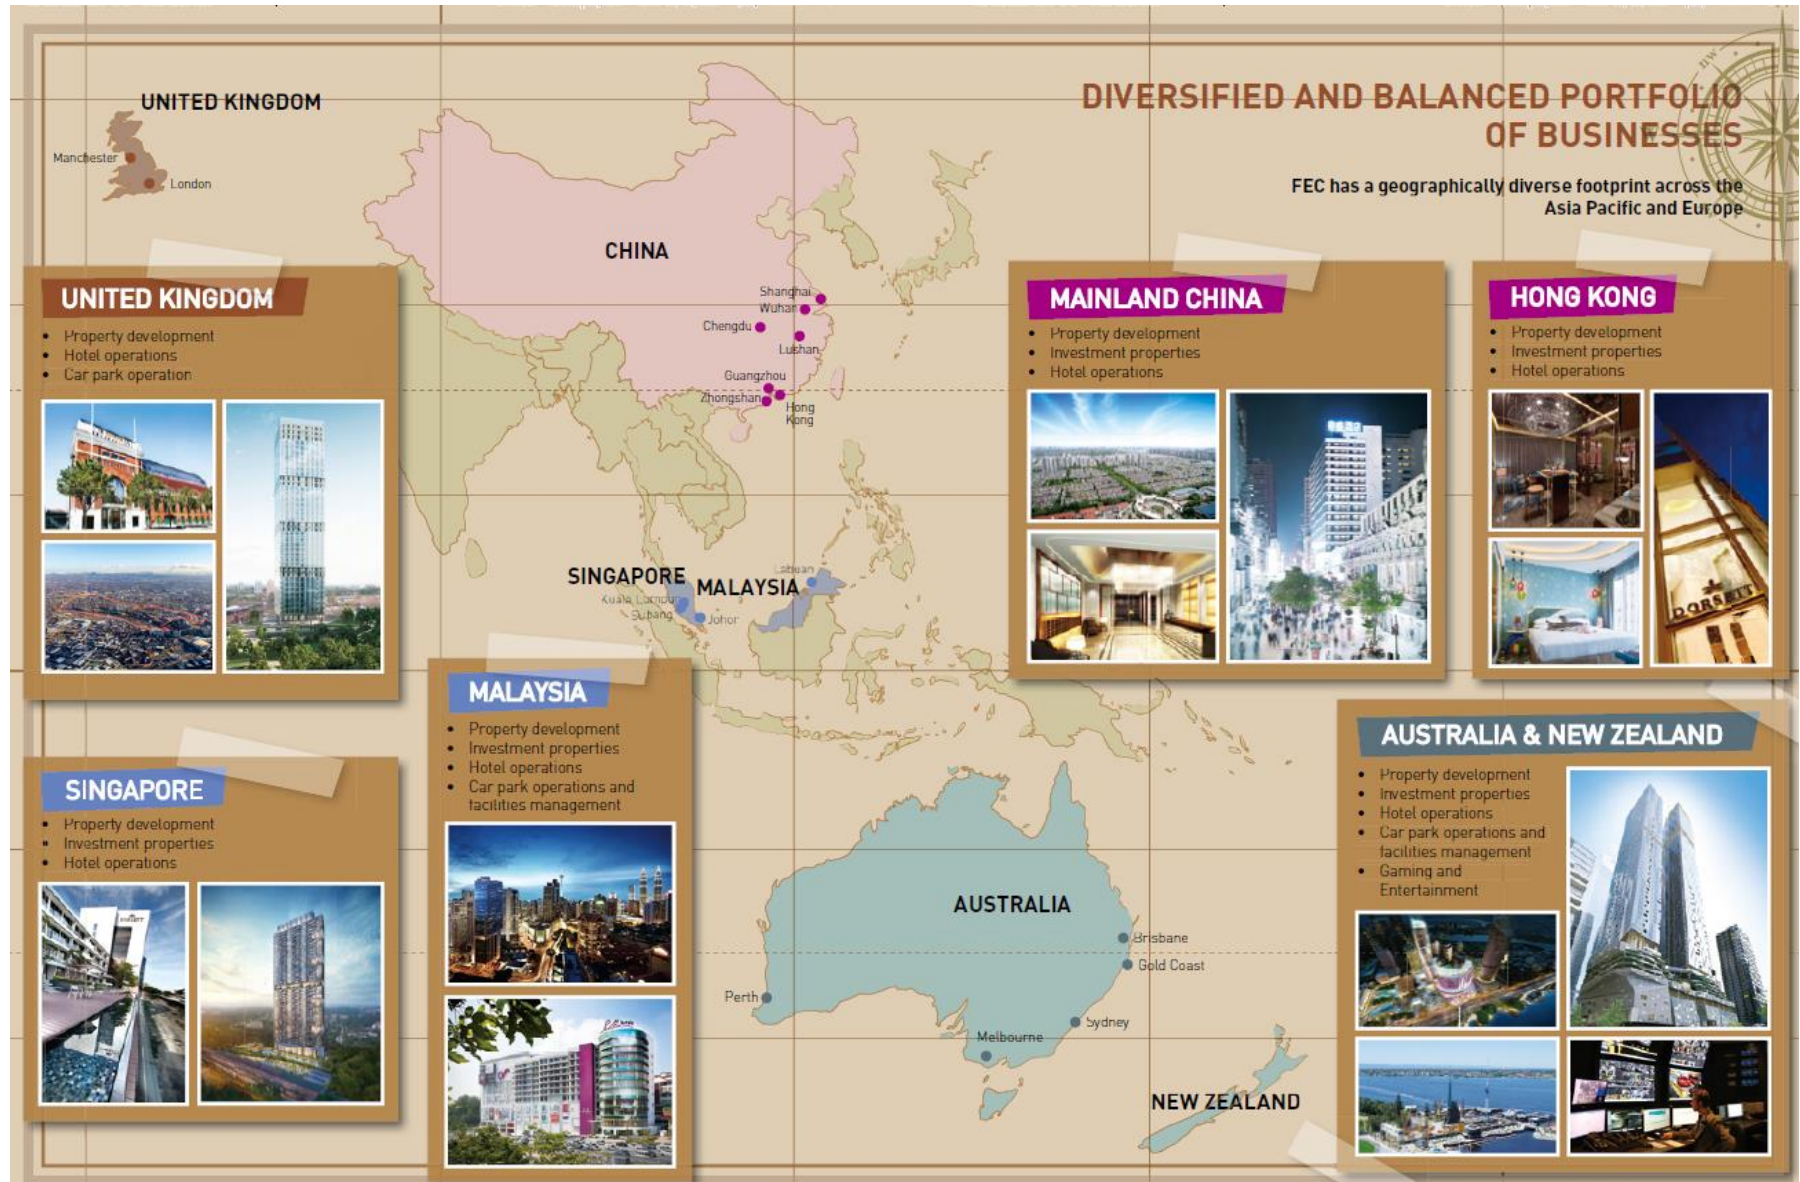 DIVERSIFIED AND BALANCED PORTFOLIO
OF BUSINESSES
FEC has a geographically diverse footprint across the
Asia Pacific and Europe
UNITED KINGDOM
Manchester
London
CHINA
Shanghai
Wuhan
Chengdu
Lushan
Guangzhou
Zhongshan
Hong
Kong
SINGAPORE
MALAYSIA
Labuan
Kuala Lumpur
Subang
Johor
AUSTRALIA
Brisbane
Gold Coast
Perth
Sydney
Melbourne
NEW ZEALAND
UNITED KINGDOM
• Property development
• Hotel operations
• Car park operation
MAINLAND CHINA
• Property development
• Investment properties
• Hotel operations
HONG KONG
• Property development
• Investment properties
• Hotel operations
DORSETT
SINGAPORE
• Property development
• Investment properties
• Hotel operations
MALAYSIA
• Property development
• Investment properties
• Hotel operations
• Car park operations and
facilities management
AUSTRALIA & NEW ZEALAND
• Property development
• Investment properties
• Hotel operations
• Car park operations and
facilities management
• Gaming and
Entertainment
NW